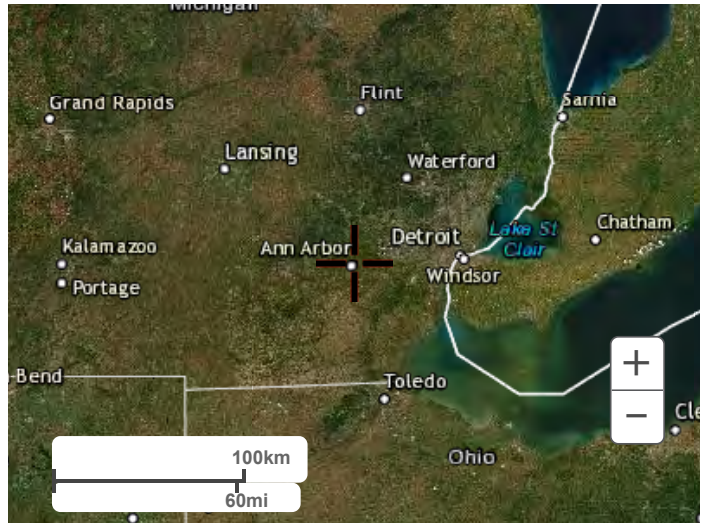 Michigan
Grand Rapids
Flint
Sarnia
Lansing
Waterford
Chatham
Lake St
Clair
Detroit
Ann Arbor
Kalamazoo
Windsor
Portage
Bend
Toledo
Cle
Ohio
100km
60mi
+
−